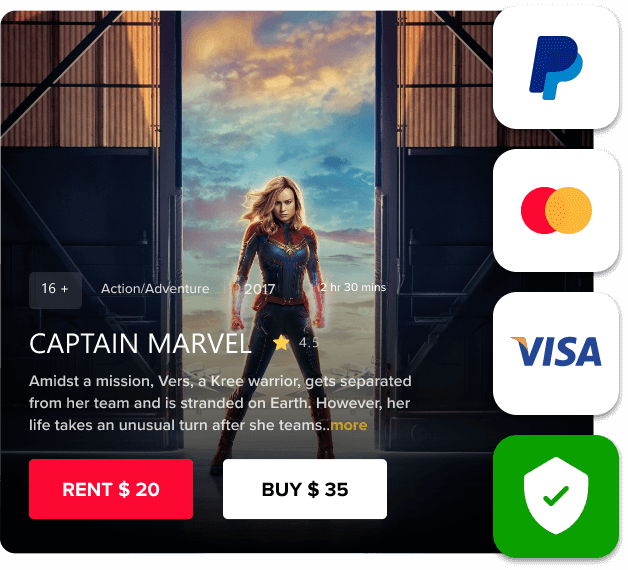 16 +
Action/Adventure
2017
2 hr 30 mins
CAPTAIN MARVEL
4.5
Amidst a mission, Vers, a Kree warrior, gets separated
from her team and is stranded on Earth. However, her
life takes an unusual turn after she teams..more
RENT $ 20
BUY $ 35
VISA